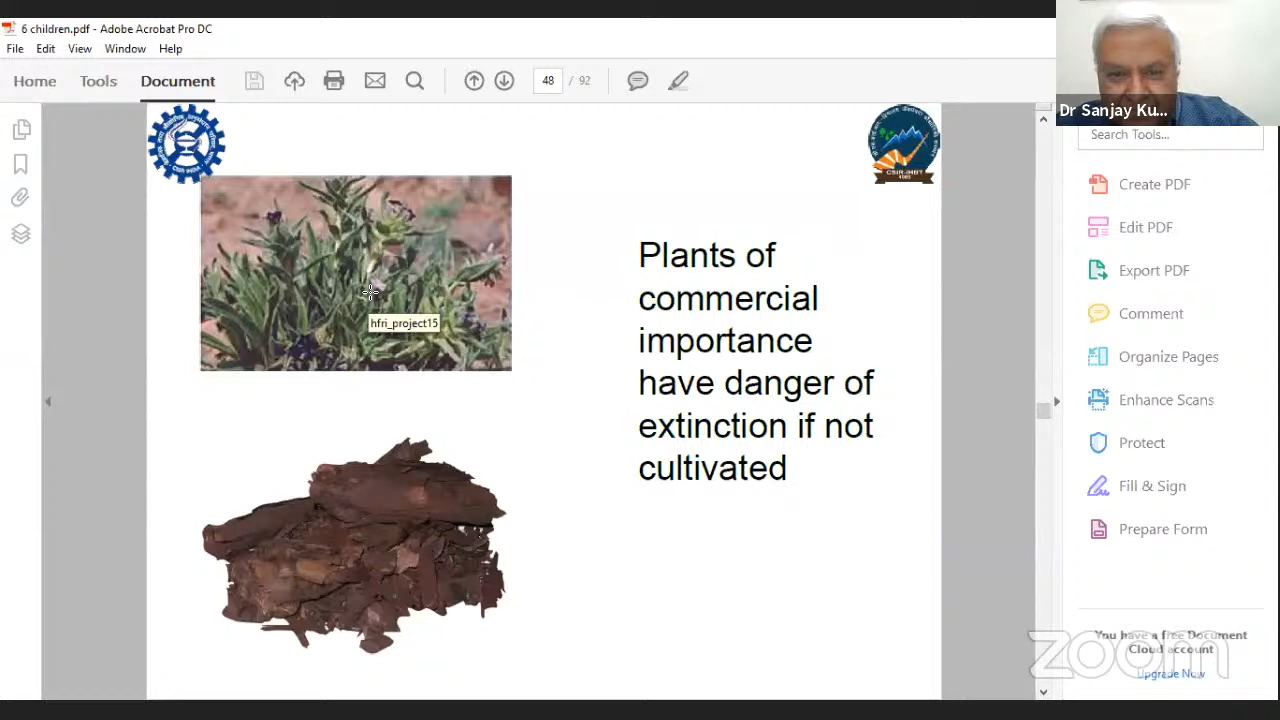 6 children.pdf - Adobe Acrobat Pro DC
File Edit View Window Help
Home Tools Document 48 / 92
Dr Sanjay Ku...
Search Tools...
CSIR-IHBT
Plants of
commercial
importance
have danger of
extinction if not
cultivated
hfri_project15
Create PDF
Edit PDF
Export PDF
Comment
Organize Pages
Enhance Scans
Protect
Fill & Sign
Prepare Form
You have a free Document
Cloud account
Upgrade Now
zoom